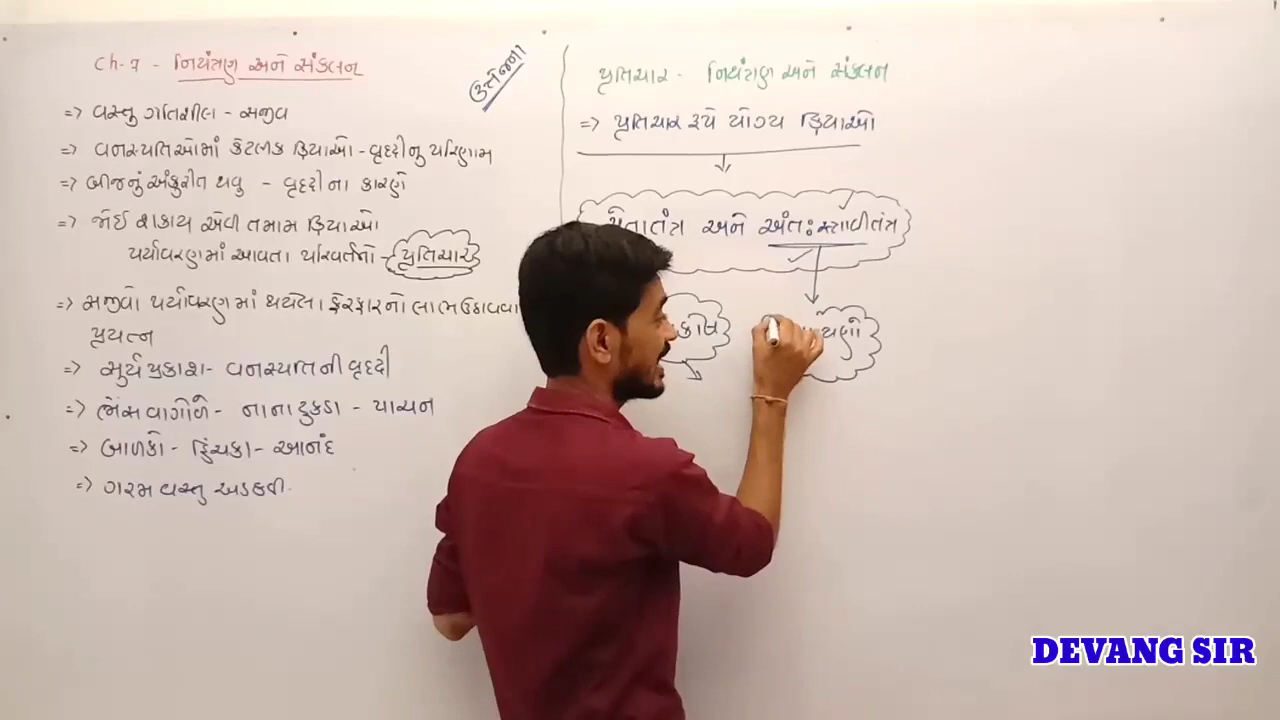 Ch-7 - નિયંત્રણ અને સંકલન
ઉત્તેજના
=> વસ્તુ ગતિશીલ - સજીવ
=> વનસ્પતિઓમાં કેટલીક ક્રિયાઓ - વૃદ્ધીનુ પરિણામ
=> બીજનું અંકુરીત થવુ - વૃદ્ધીના કારણે
=> જોઈ શકાય એવી તમામ ક્રિયાઓ
પર્યાવરણમાં આવતા પરિવર્તનો - પ્રતિચાર
=> સજીવો પર્યાવરણમાં થયેલા ફેરફારનો લાભ ઉઠાવવા
પ્રયત્ન
=> સુર્યપ્રકાશ - વનસ્પતિની વૃદ્ધી
=> ભેંસ વાગોળે - નાના ટુકડા - પાચન
=> બાળકો - હિંચકા - આનંદ
=> ગરમ વસ્તુ અડકવી.
પ્રતિચાર - નિયંત્રણ અને સંકલન
=> પ્રતિચાર રૂપે યોગ્ય ક્રિયાઓ
ચેતાતંત્ર અને અંતઃસ્ત્રાવીતંત્ર
DEVANG SIR